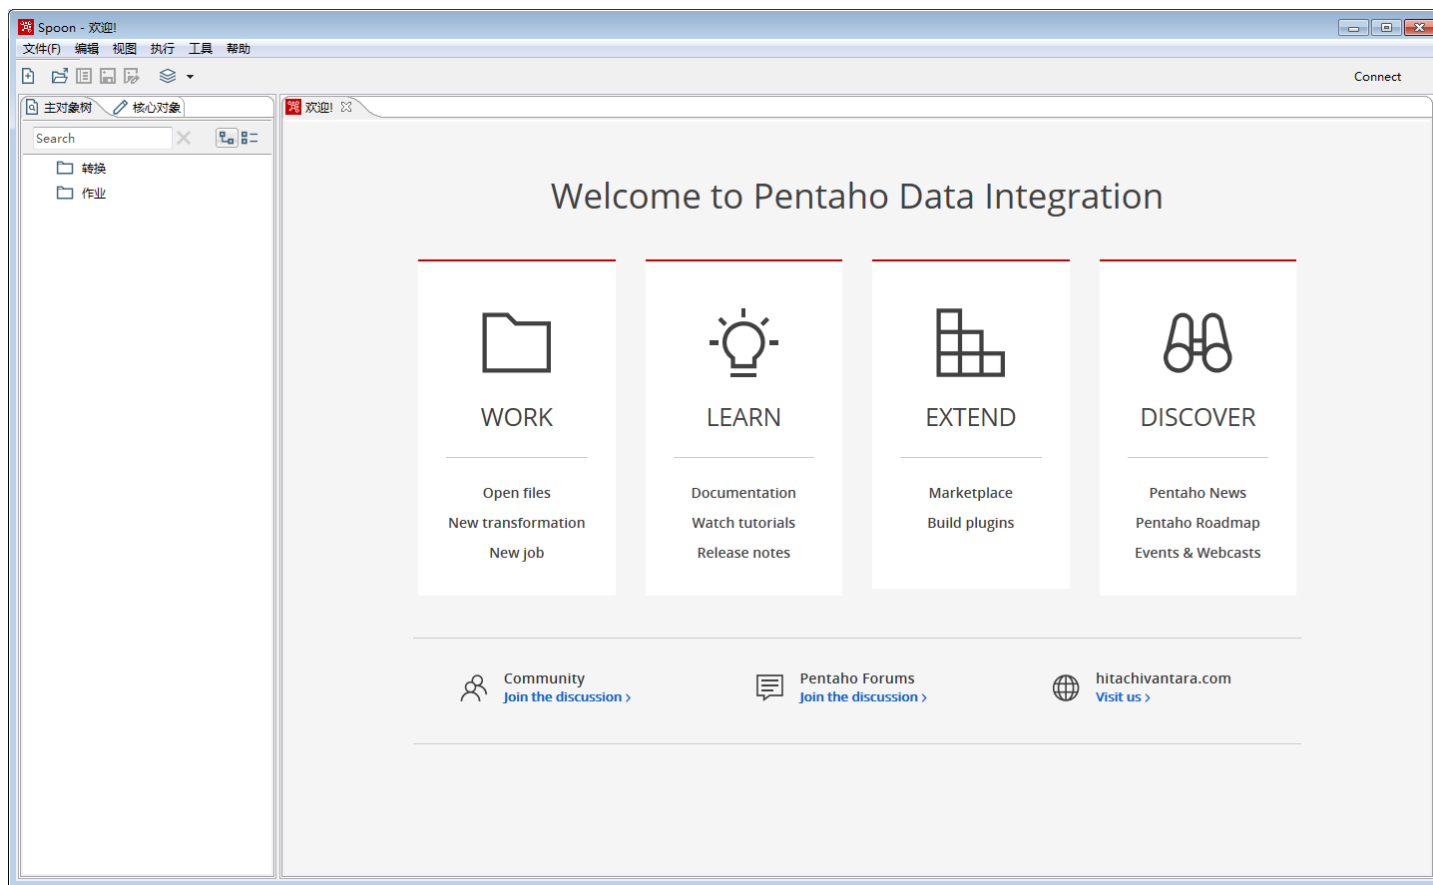 Spoon - 欢迎!
文件(F) 编辑 视图 执行 工具 帮助
Connect
主对象树 核心对象
欢迎!
Search
转换
作业
Welcome to Pentaho Data Integration
WORK
Open files
New transformation
New job
LEARN
Documentation
Watch tutorials
Release notes
EXTEND
Marketplace
Build plugins
DISCOVER
Pentaho News
Pentaho Roadmap
Events & Webcasts
Community
Join the discussion >
Pentaho Forums
Join the discussion >
hitachivantara.com
Visit us >